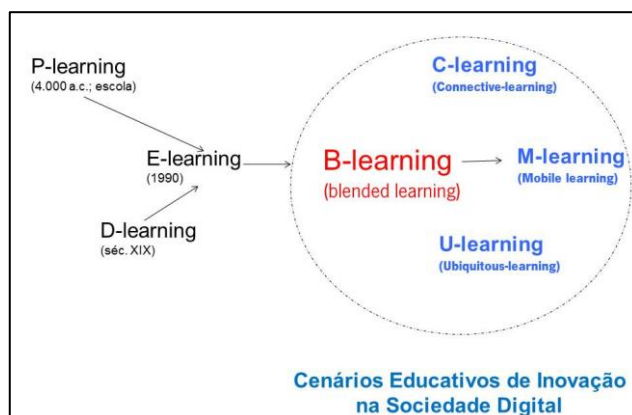 P-learning
(4.000 a.c.; escola)
C-learning
(Connective-learning)
E-learning
(1990)
B-learning
(blended learning)
M-learning
(Mobile learning)
D-learning
(séc. XIX)
U-learning
(Ubiquitous-learning)
Cenários Educativos de Inovação
na Sociedade Digital